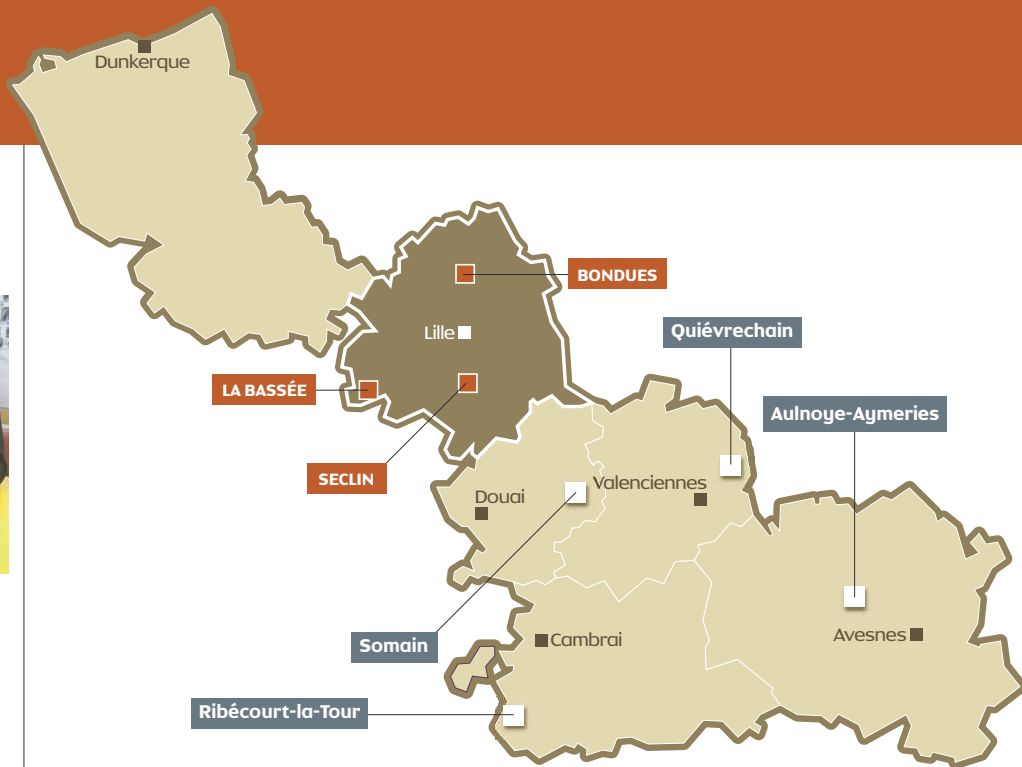 Dunkerque
BONDUES
Lille
Quiévrechain
LA BASSÉE
Aulnoye-Aymeries
SECLIN
Valenciennes
Douai
Somain
Cambrai
Avesnes
Ribécourt-la-Tour